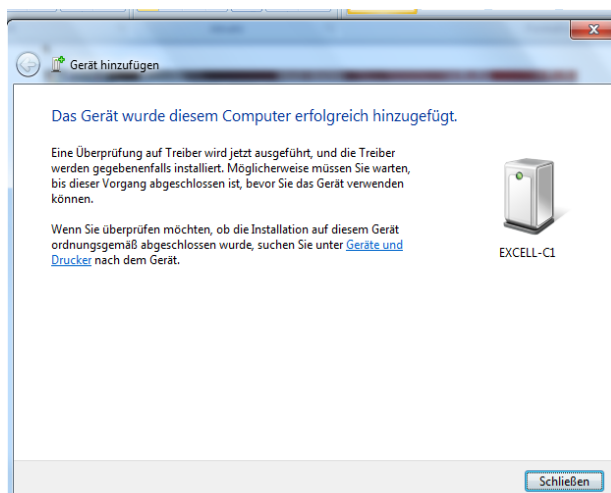 Gerät hinzufügen
Das Gerät wurde diesem Computer erfolgreich hinzugefügt.
Eine Überprüfung auf Treiber wird jetzt ausgeführt, und die Treiber
werden gegebenenfalls installiert. Möglicherweise müssen Sie warten,
bis dieser Vorgang abgeschlossen ist, bevor Sie das Gerät verwenden
können.
Wenn Sie überprüfen möchten, ob die Installation auf diesem Gerät
ordnungsgemäß abgeschlossen wurde, suchen Sie unter Geräte und
Drucker nach dem Gerät.
EXCELL-C1
Schließen